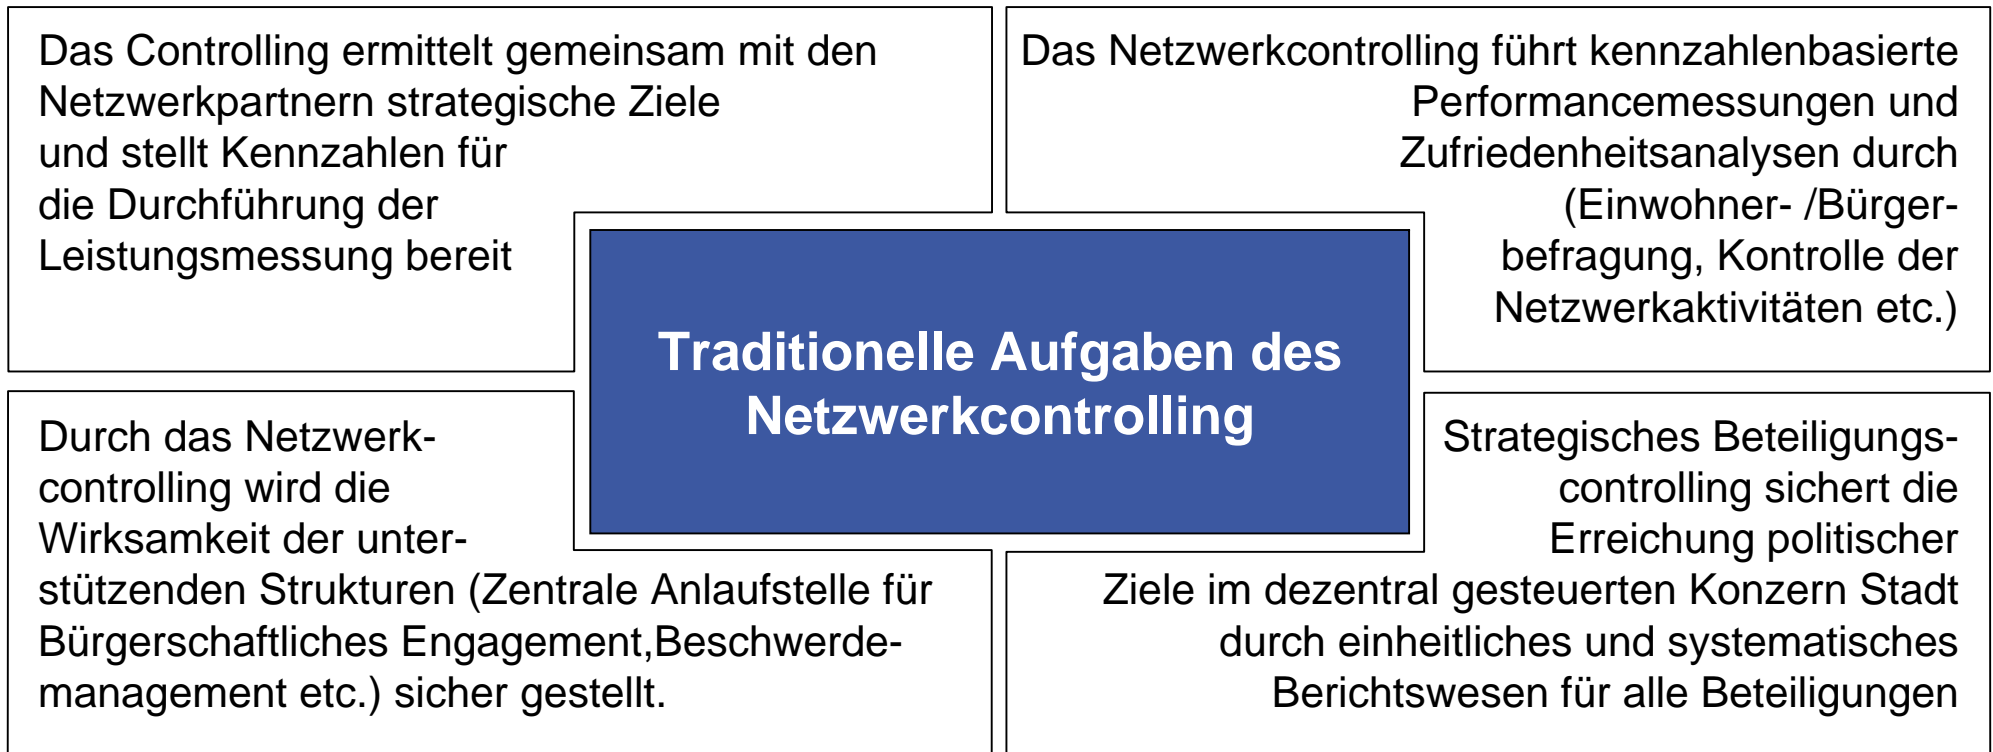 Das Controlling ermittelt gemeinsam mit den
Netzwerkpartnern strategische Ziele
und stellt Kennzahlen für
die Durchführung der
Leistungsmessung bereit
Das Netzwerkcontrolling führt kennzahlenbasierte
Performancemessungen und
Zufriedenheitsanalysen durch
(Einwohner- /Bürger-
befragung, Kontrolle der
Netzwerkaktivitäten etc.)
Traditionelle Aufgaben des
Netzwerkcontrolling
Durch das Netzwerk-
controlling wird die
Wirksamkeit der unter-
stützenden Strukturen (Zentrale Anlaufstelle für
Bürgerschaftliches Engagement,Beschwerde-
management etc.) sicher gestellt.
Strategisches Beteiligungs-
controlling sichert die
Erreichung politischer
Ziele im dezentral gesteuerten Konzern Stadt
durch einheitliches und systematisches
Berichtswesen für alle Beteiligungen